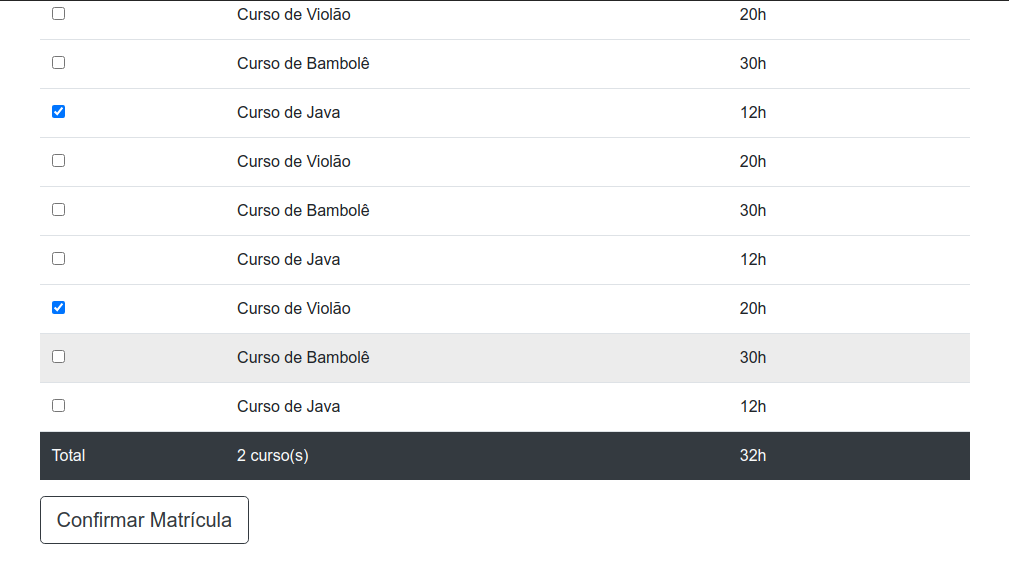 Curso de Violão 20h
Curso de Bambolê 30h
Curso de Java 12h
Curso de Violão 20h
Curso de Bambolê 30h
Curso de Java 12h
Curso de Violão 20h
Curso de Bambolê 30h
Curso de Java 12h
Total 2 curso(s) 32h
Confirmar Matrícula